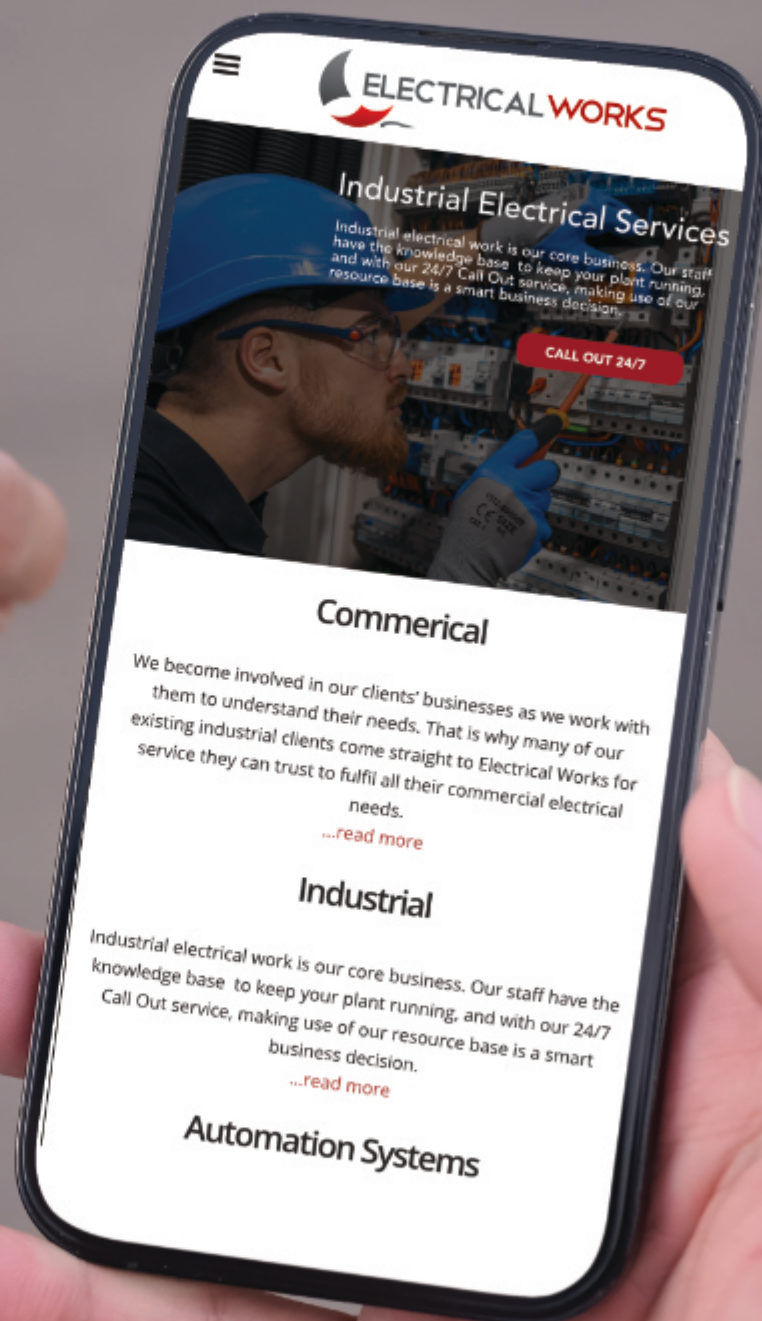 ELECTRICAL WORKS
Industrial Electrical Services
Industrial electrical work is our core business. Our staff
have the knowledge base to keep your plant running,
and with our 24/7 Call Out service, making use of our
resource base is a smart business decision.
CALL OUT 24/7
CE
SIZE
Commerical
We become involved in our clients' businesses as we work with
them to understand their needs. That is why many of our
existing industrial clients come straight to Electrical Works for
service they can trust to fulfil all their commercial electrical
needs.
...read more
Industrial
Industrial electrical work is our core business. Our staff have the
knowledge base to keep your plant running, and with our 24/7
Call Out service, making use of our resource base is a smart
business decision.
...read more
Automation Systems